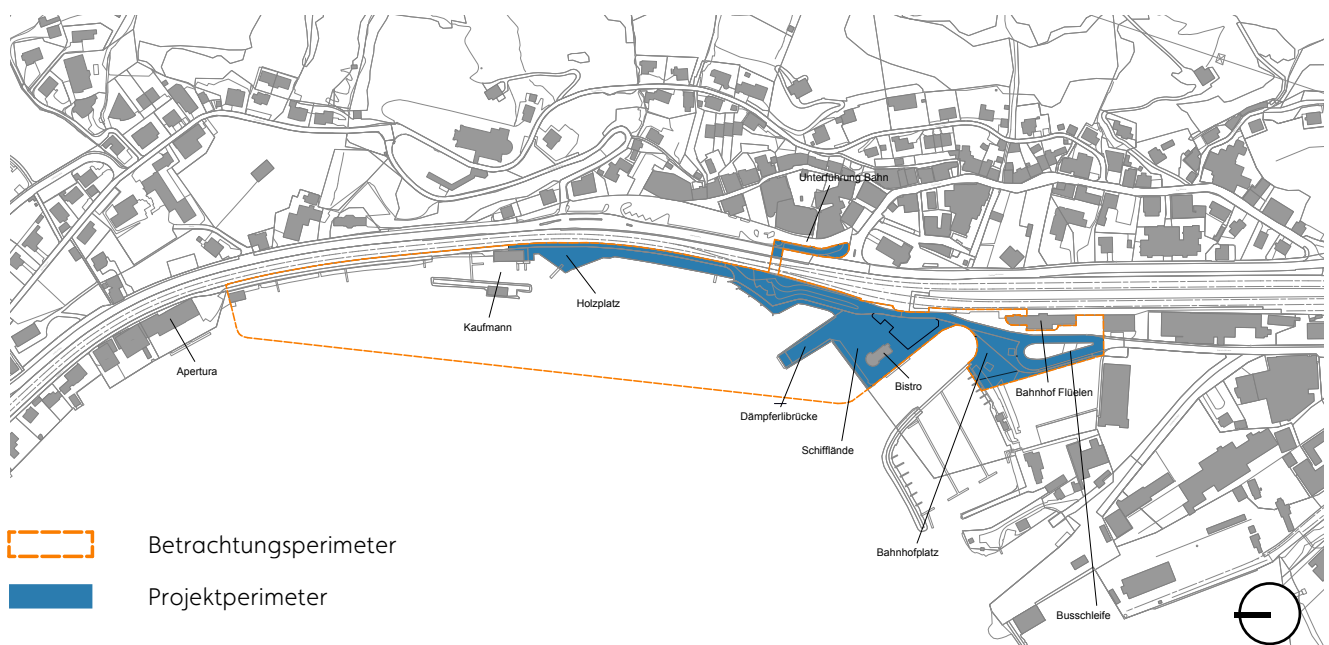 Unterführung Bahn
Holzplatz
Kaufmann
Apertura
Bistro
Bahnhof Flüelen
Dämpferlibrücke
Schifflände
Bahnhofplatz
Busschleife
Betrachtungsperimeter
Projektperimeter